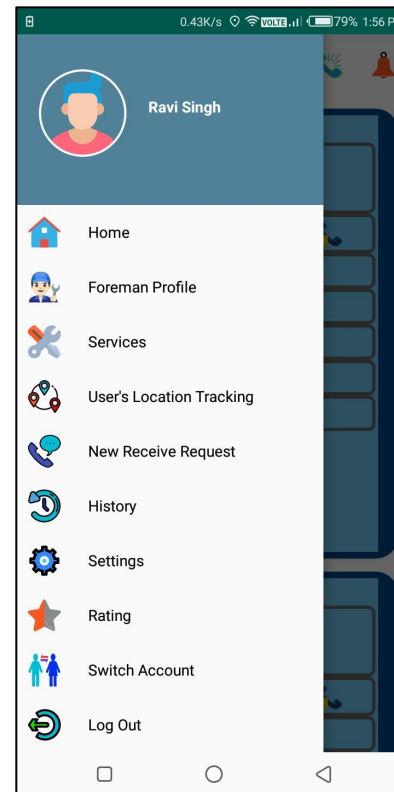 0.43K/s VOLTE 79% 1:56 P
Ravi Singh
Home
Foreman Profile
Services
User's Location Tracking
New Receive Request
History
Settings
Rating
Switch Account
Log Out